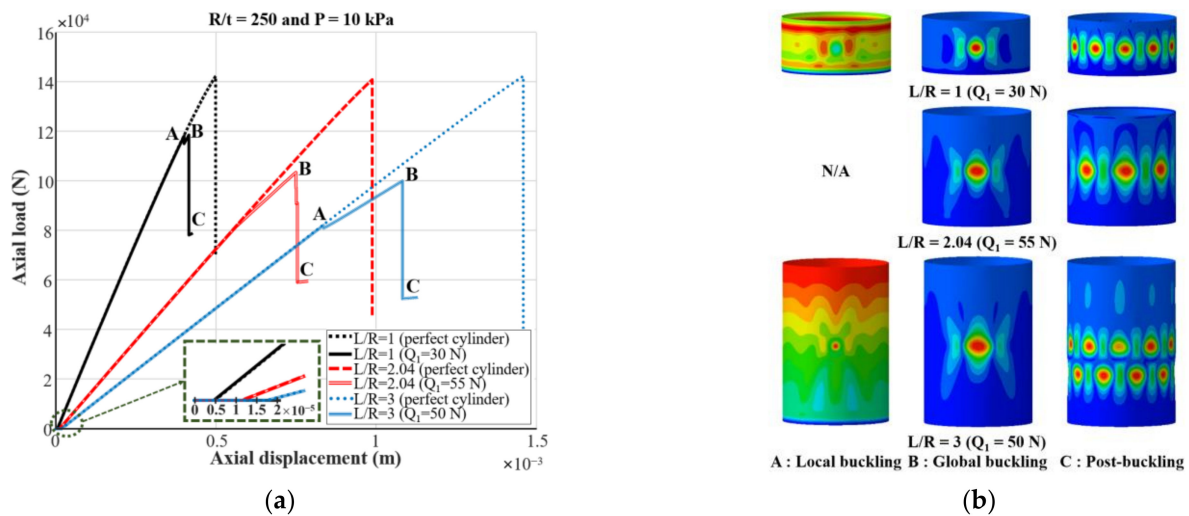 R/t = 250 and P = 10 kPa
×10⁴
16
14
12
10
8
6
4
2
0
Axial load (N)
A
B
C
B
C
A
B
C
L/R=1 (perfect cylinder)
L/R=1 (Q₁=30 N)
L/R=2.04 (perfect cylinder)
L/R=2.04 (Q₁=55 N)
L/R=3 (perfect cylinder)
L/R=3 (Q₁=50 N)
0 0.5 1 1.5 2 ×10⁻⁵
0 0.5 1 1.5
Axial displacement (m)
×10⁻³
(a)
L/R = 1 (Q₁ = 30 N)
N/A
L/R = 2.04 (Q₁ = 55 N)
L/R = 3 (Q₁ = 50 N)
A : Local buckling B : Global buckling C : Post-buckling
(b)